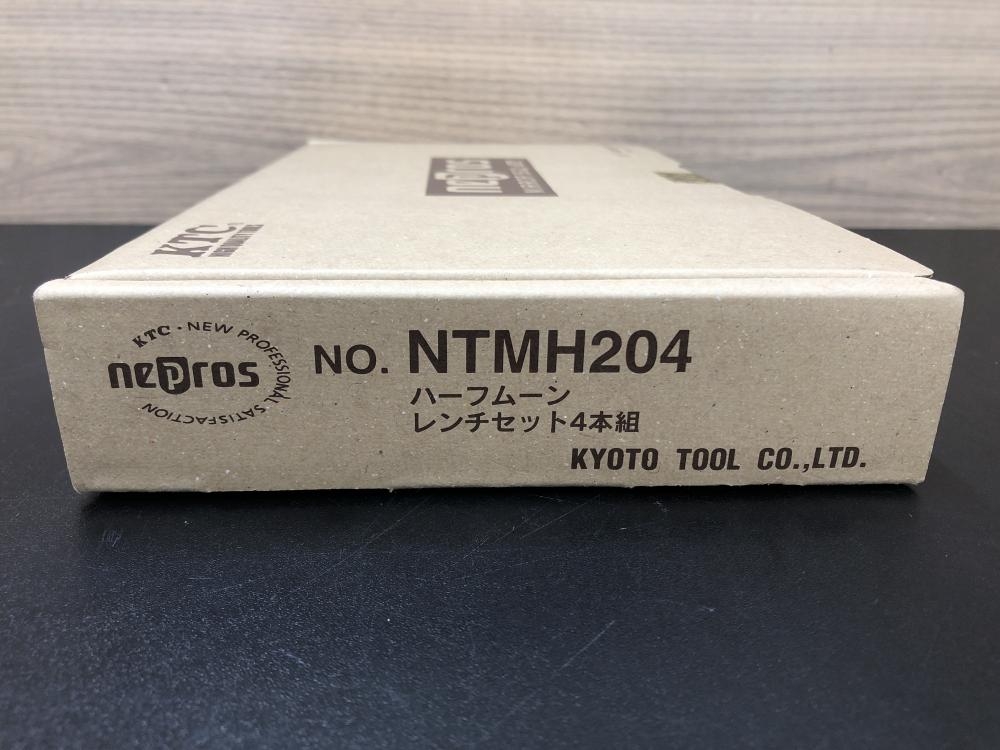 nepros
KTC
KTC · NEW PROFESSIONAL SATISFACTION
nepros
NO. NTMH204
ハーフムーン
レンチセット4本組
KYOTO TOOL CO.,LTD.